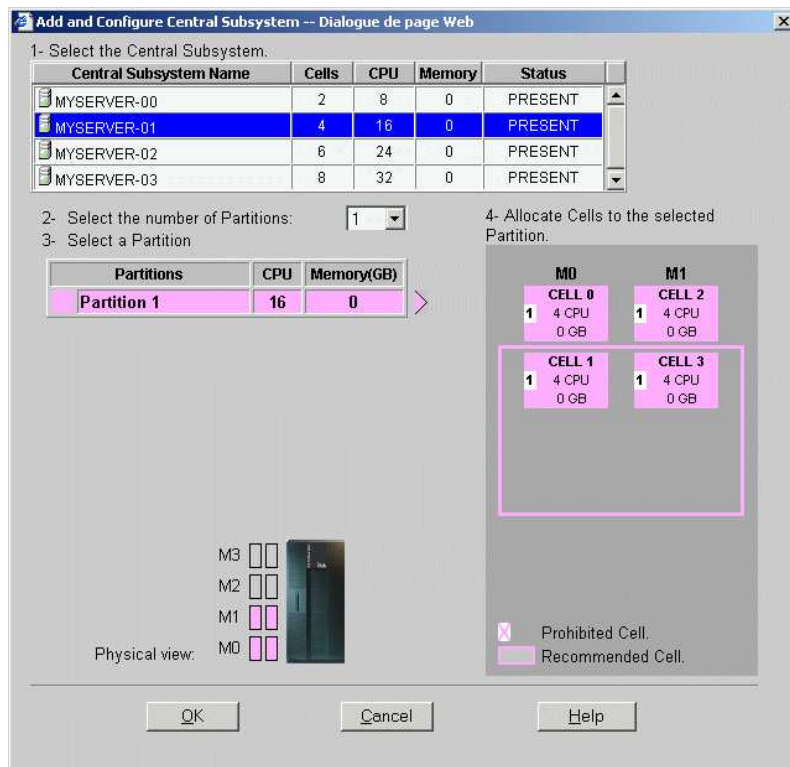 Add and Configure Central Subsystem -- Dialogue de page Web
1- Select the Central Subsystem.
Central Subsystem Name Cells CPU Memory Status
MYSERVER-00 2 8 0 PRESENT
MYSERVER-01 4 16 0 PRESENT
MYSERVER-02 6 24 0 PRESENT
MYSERVER-03 8 32 0 PRESENT
2- Select the number of Partitions: 1
3- Select a Partition
Partitions CPU Memory(GB)
Partition 1 16 0
4- Allocate Cells to the selected
Partition.
M0 M1
CELL 0 CELL 2
1 4 CPU 1 4 CPU
0 GB 0 GB
CELL 1 CELL 3
1 4 CPU 1 4 CPU
0 GB 0 GB
M3
M2
M1
Physical view: M0
Prohibited Cell.
Recommended Cell.
OK Cancel Help